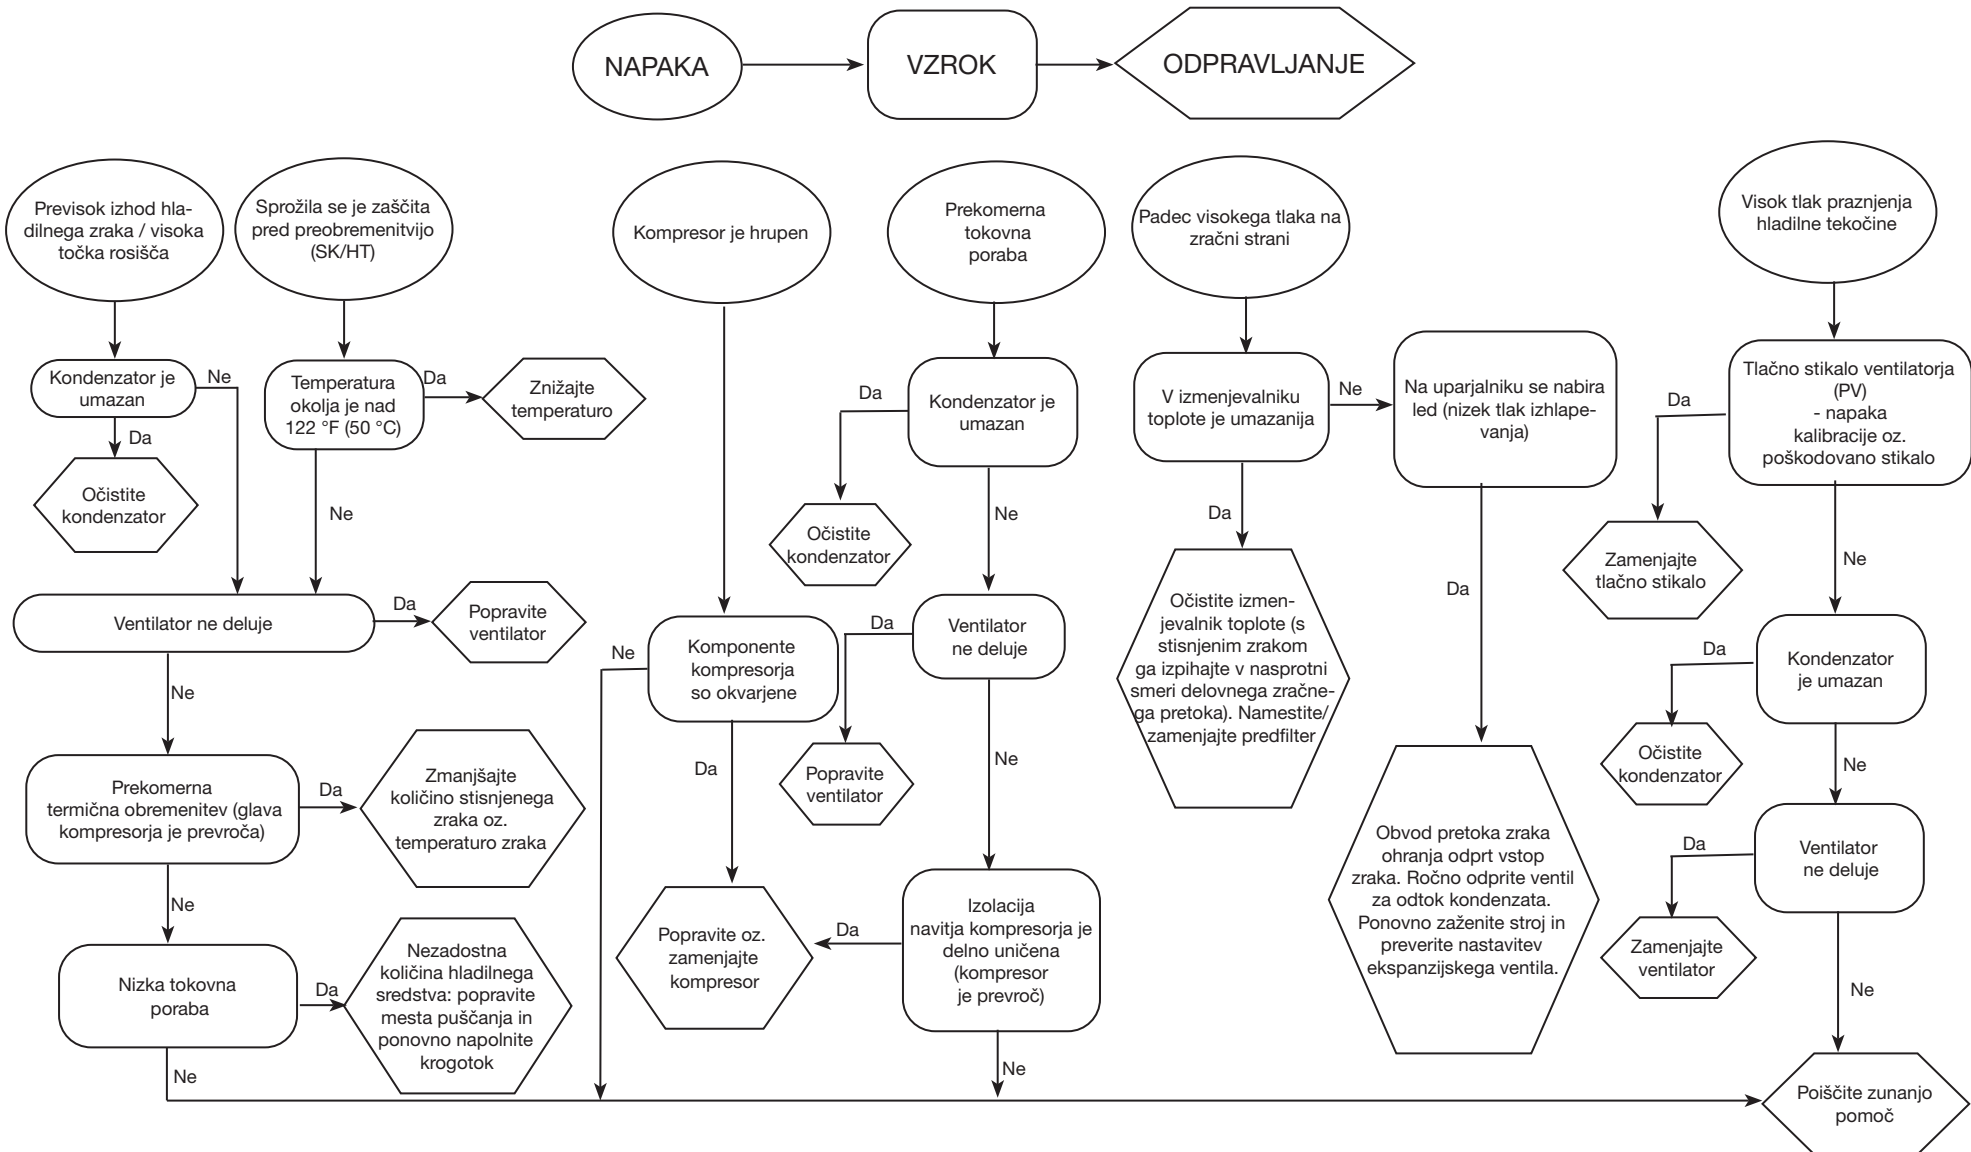 NAPAKA
VZROK
ODPRAVLJANJE
Previsok izhod hla-
dilnega zraka / visoka
točka rosišča
Kondenzator je
umazan
Ne
Da
Očistite
kondenzator
Sprožila se je zaščita
pred preobremenitvijo
(SK/HT)
Temperatura
okolja je nad
122 °F (50 °C)
Da
Znižajte
temperaturo
Ne
Ventilator ne deluje
Da
Popravite
ventilator
Ne
Prekomerna
termična obremenitev (glava
kompresorja je prevroča)
Da
Zmanjšajte
količino stisnjenega
zraka oz.
temperaturo zraka
Ne
Nizka tokovna
poraba
Da
Nezadostna
količina hladilnega
sredstva: popravite
mesta puščanja in
ponovno napolnite
krogotok
Ne
Kompresor je hrupen
Komponente
kompresorja
so okvarjene
Ne
Da
Popravite oz.
zamenjajte
kompresor
Prekomerna
tokovna
poraba
Kondenzator je
umazan
Da
Očistite
kondenzator
Ne
Ventilator
ne deluje
Da
Popravite
ventilator
Ne
Izolacija
navitja kompresorja je
delno uničena
(kompresor
je prevroč)
Da
Ne
Padec visokega tlaka na
zračni strani
V izmenjevalniku
toplote je umazanija
Ne
Da
Očistite izmen-
jevalnik toplote (s
stisnjenim zrakom
ga izpihajte v nasprotni
smeri delovnega zračne-
ga pretoka). Namestite/
zamenjajte predfilter
Na uparjalniku se nabira
led (nizek tlak izhlape-
vanja)
Da
Obvod pretoka zraka
ohranja odprt vstop
zraka. Ročno odprite ventil
za odtok kondenzata.
Ponovno zaženite stroj in
preverite nastavitev
ekspanzijskega ventila.
Visok tlak praznjenja
hladilne tekočine
Tlačno stikalo ventilatorja
(PV)
- napaka
kalibracije oz.
poškodovano stikalo
Da
Zamenjajte
tlačno stikalo
Ne
Kondenzator
je umazan
Da
Očistite
kondenzator
Ne
Ventilator
ne deluje
Da
Zamenjajte
ventilator
Ne
Poiščite zunanjo
pomoč